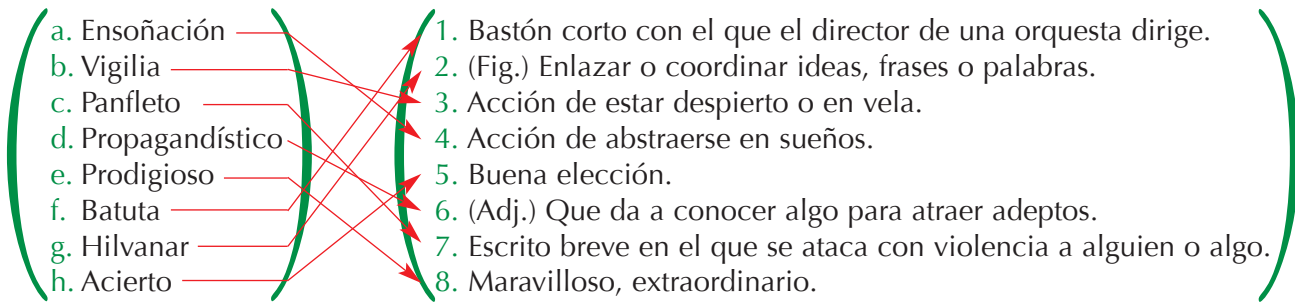 a. Ensoñación
b. Vigilia
c. Panfleto
d. Propagandístico
e. Prodigioso
f. Batuta
g. Hilvanar
h. Acierto
1. Bastón corto con el que el director de una orquesta dirige.
2. (Fig.) Enlazar o coordinar ideas, frases o palabras.
3. Acción de estar despierto o en vela.
4. Acción de abstraerse en sueños.
5. Buena elección.
6. (Adj.) Que da a conocer algo para atraer adeptos.
7. Escrito breve en el que se ataca con violencia a alguien o algo.
8. Maravilloso, extraordinario.